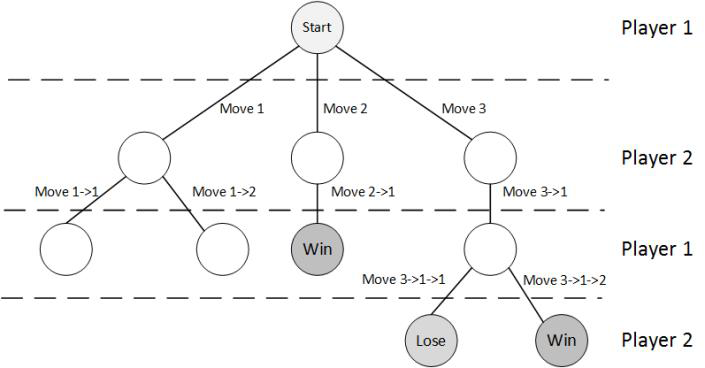 Start
Player 1
Move 1
Move 2
Move 3
Player 2
Move 1->1
Move 1->2
Move 2->1
Move 3->1
Win
Player 1
Move 3->1->1
Move 3->1->2
Lose
Win
Player 2